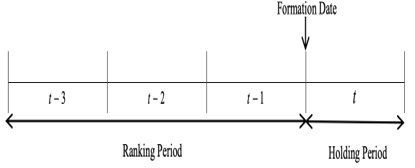 Formation Date
t – 3 t – 2 t – 1 t
Ranking Period Holding Period